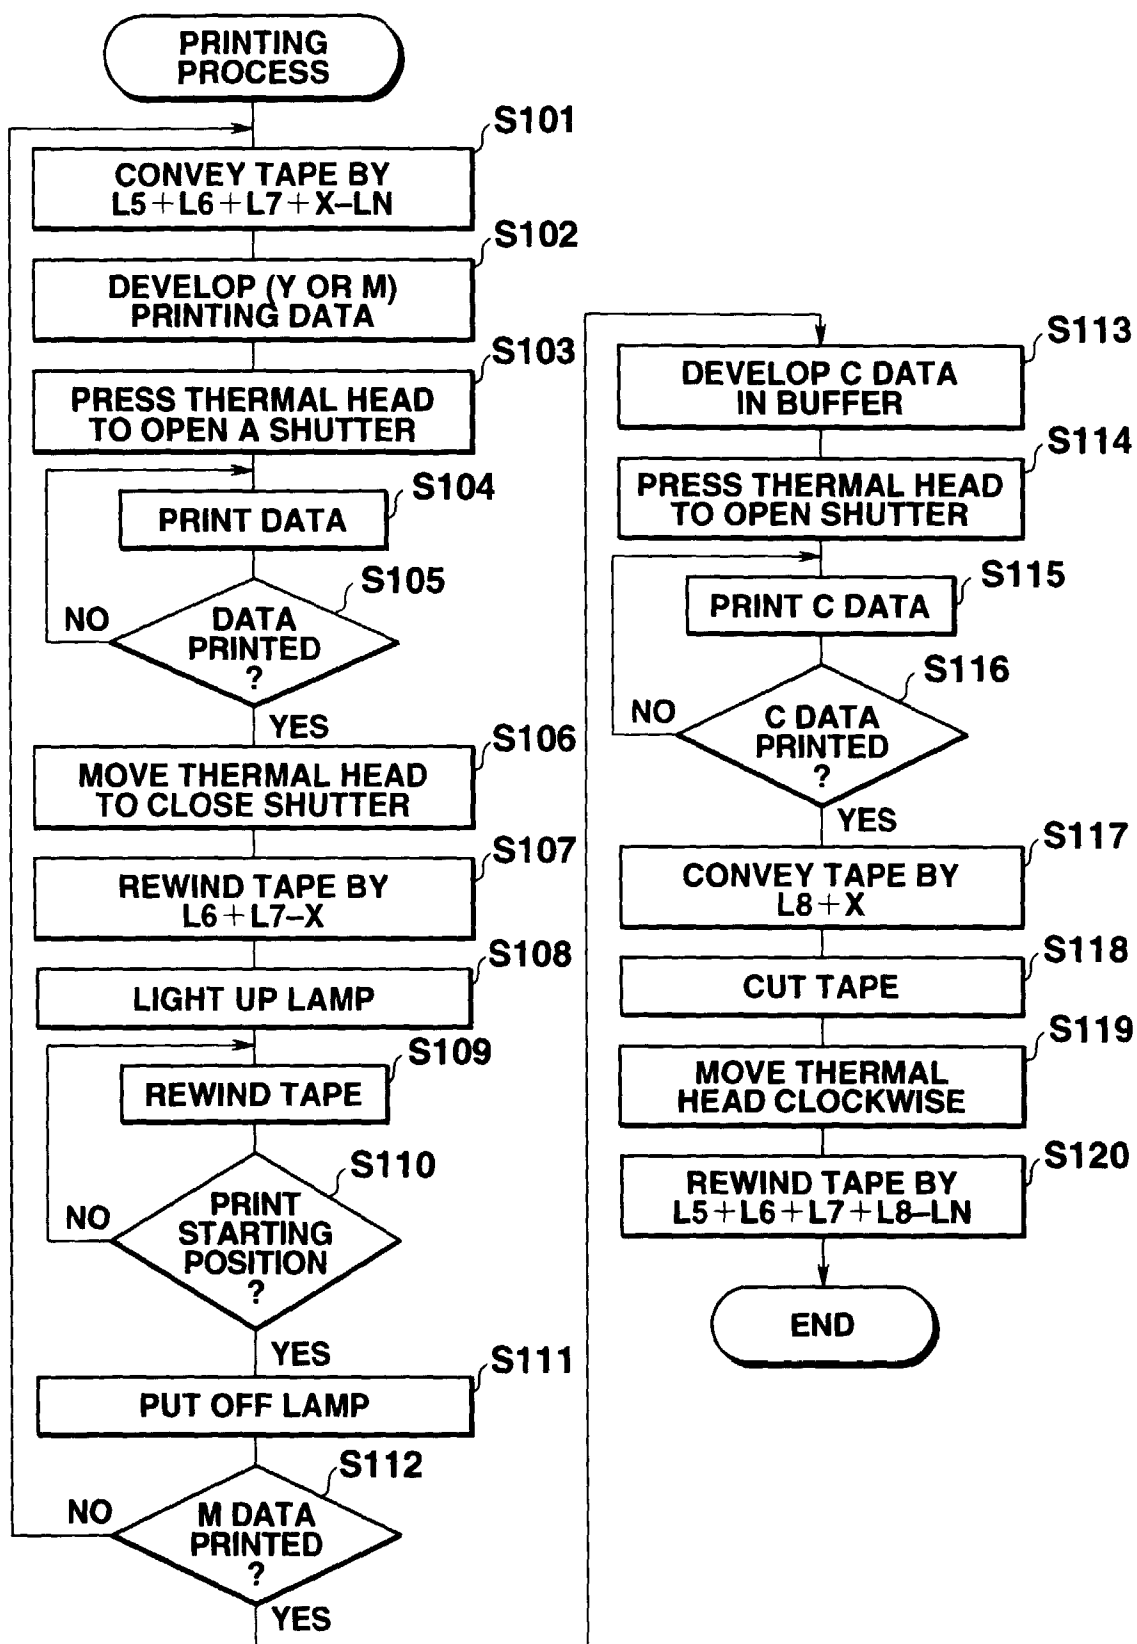 PRINTING
PROCESS
S101
CONVEY TAPE BY
L5+L6+L7+X–LN
S102
DEVELOP (Y OR M)
PRINTING DATA
S103
PRESS THERMAL HEAD
TO OPEN A SHUTTER
S104
PRINT DATA
S105
DATA
PRINTED
?
NO
YES
S106
MOVE THERMAL HEAD
TO CLOSE SHUTTER
S107
REWIND TAPE BY
L6+L7–X
S108
LIGHT UP LAMP
S109
REWIND TAPE
S110
PRINT
STARTING
POSITION
?
NO
YES
S111
PUT OFF LAMP
S112
M DATA
PRINTED
?
NO
YES
S113
DEVELOP C DATA
IN BUFFER
S114
PRESS THERMAL HEAD
TO OPEN SHUTTER
S115
PRINT C DATA
S116
C DATA
PRINTED
?
NO
YES
S117
CONVEY TAPE BY
L8+X
S118
CUT TAPE
S119
MOVE THERMAL
HEAD CLOCKWISE
S120
REWIND TAPE BY
L5+L6+L7+L8–LN
END